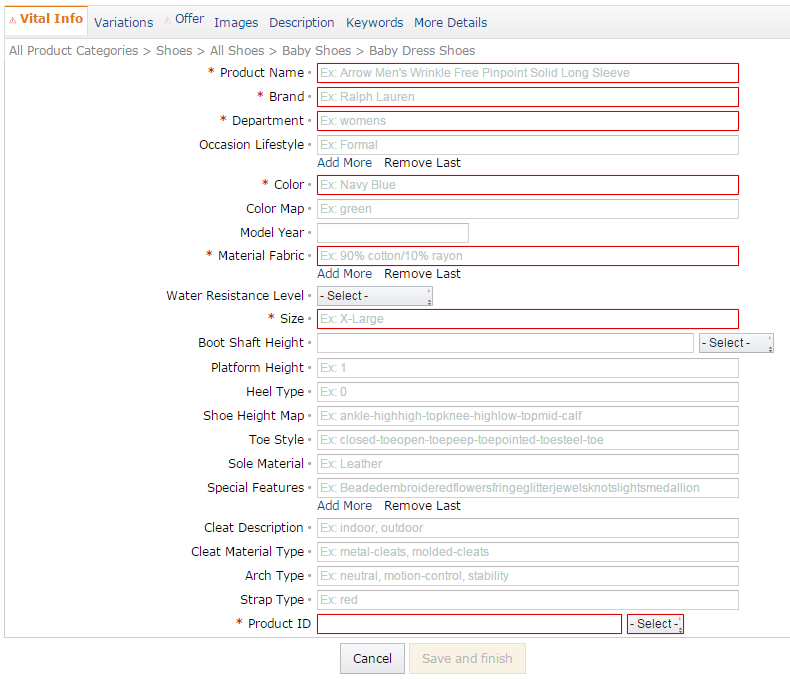 Vital Info Variations Offer Images Description Keywords More Details
All Product Categories > Shoes > All Shoes > Baby Shoes > Baby Dress Shoes
* Product Name Ex: Arrow Men's Wrinkle Free Pinpoint Solid Long Sleeve
* Brand Ex: Ralph Lauren
* Department Ex: womens
Occasion Lifestyle Ex: Formal
Add More Remove Last
* Color Ex: Navy Blue
Color Map Ex: green
Model Year
* Material Fabric Ex: 90% cotton/10% rayon
Add More Remove Last
Water Resistance Level - Select -
* Size Ex: X-Large
Boot Shaft Height - Select -
Platform Height Ex: 1
Heel Type Ex: 0
Shoe Height Map Ex: ankle-highhigh-topknee-highlow-topmid-calf
Toe Style Ex: closed-toeopen-toepeep-toepointed-toesteel-toe
Sole Material Ex: Leather
Special Features Ex: Beadedembroideredflowersfringeglitterjewelsknotslightsmedallion
Add More Remove Last
Cleat Description Ex: indoor, outdoor
Cleat Material Type Ex: metal-cleats, molded-cleats
Arch Type Ex: neutral, motion-control, stability
Strap Type Ex: red
* Product ID - Select -
Cancel Save and finish